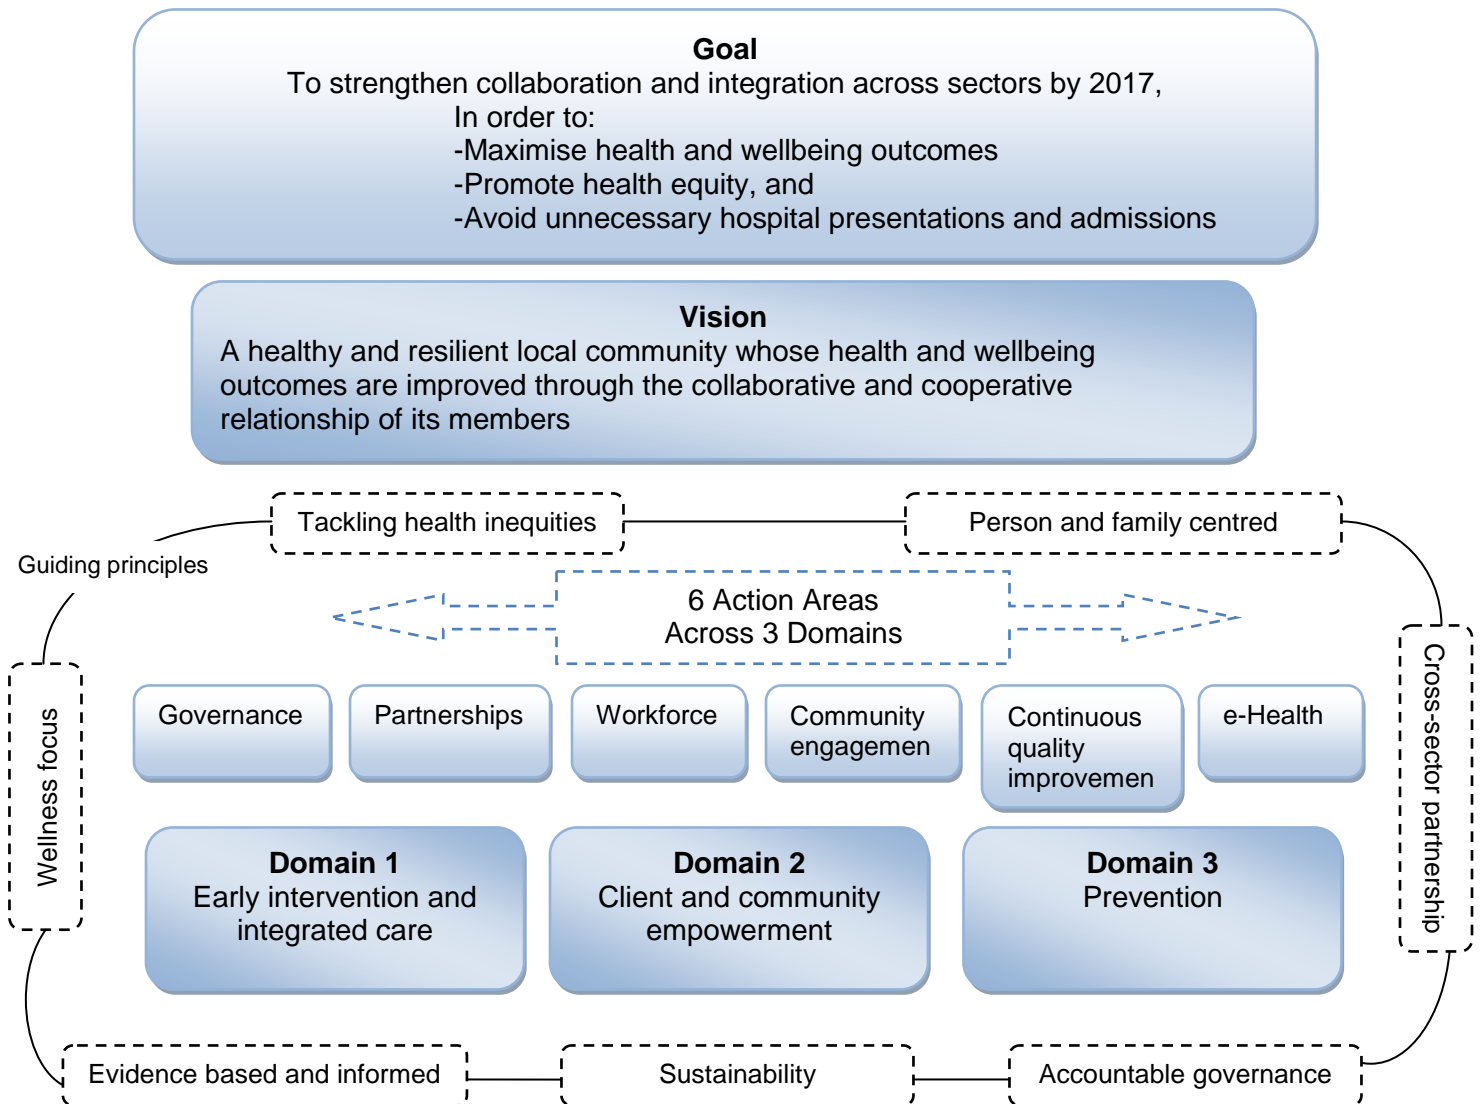 Goal
To strengthen collaboration and integration across sectors by 2017,
In order to:
-Maximise health and wellbeing outcomes
-Promote health equity, and
-Avoid unnecessary hospital presentations and admissions
Vision
A healthy and resilient local community whose health and wellbeing
outcomes are improved through the collaborative and cooperative
relationship of its members
Tackling health inequities
Person and family centred
Guiding principles
6 Action Areas
Across 3 Domains
Wellness focus
Cross-sector partnership
Governance
Partnerships
Workforce
Community
engagemen
Continuous
quality
improvemen
e-Health
Domain 1
Early intervention and
integrated care
Domain 2
Client and community
empowerment
Domain 3
Prevention
Evidence based and informed
Sustainability
Accountable governance